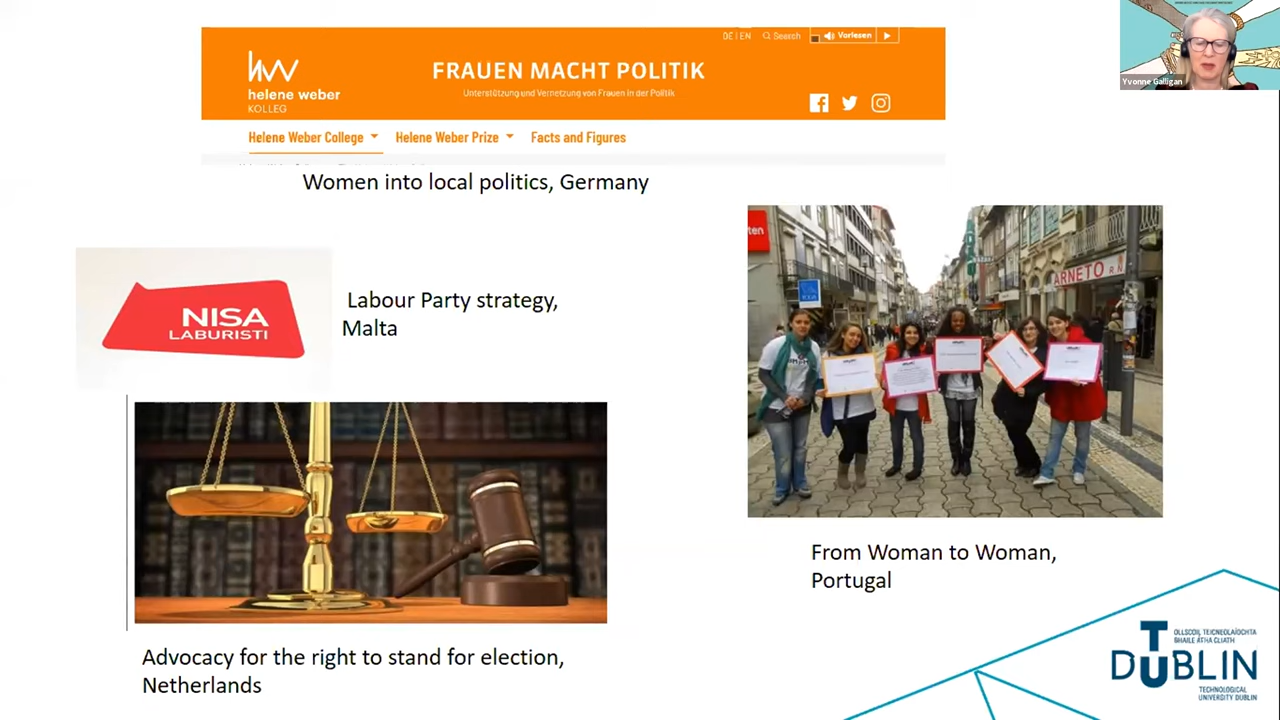 DE | EN
Search
Vorlesen
hw
helene weber
KOLLEG
FRAUEN MACHT POLITIK
Unterstützung und Vernetzung von Frauen in der Politik
Helene Weber College
Helene Weber Prize
Facts and Figures
Yvonne Galligan
Women into local politics, Germany
NISA
LABURISTI
Labour Party strategy,
Malta
ARNETO
From Woman to Woman,
Portugal
Advocacy for the right to stand for election,
Netherlands
OLLSCOIL TEICNEOLAÍOCHTA
BHAILE ÁTHA CLIATH
T
DUBLIN
TECHNOLOGICAL
UNIVERSITY DUBLIN